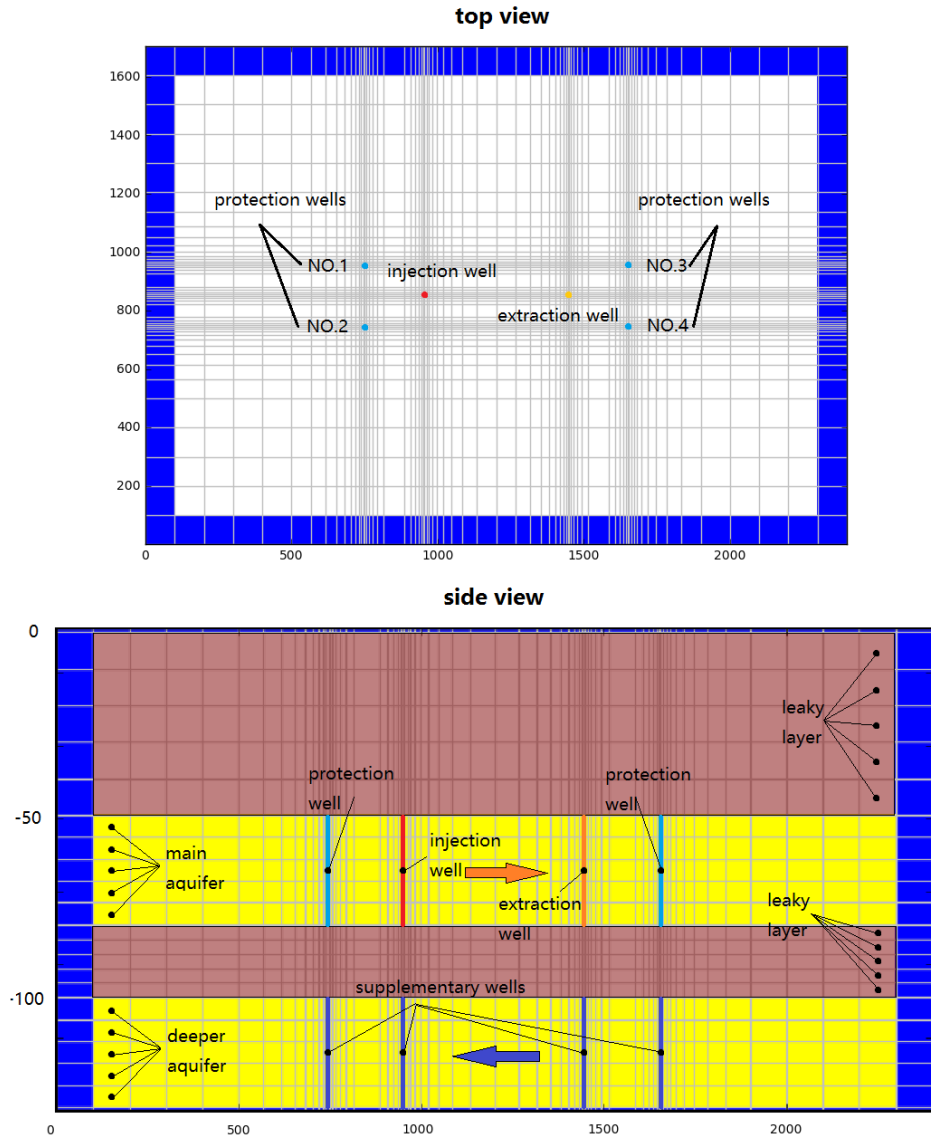 top view
1600
1400
1200
protection wells
protection wells
1000
NO.1
injection well
NO.3
800
NO.2
extraction well
NO.4
600
400
200
0
500
1000
1500
2000
side view
0
leaky
layer
protection
well
protection
well
-50
main
aquifer
injection
well
extraction
well
leaky
layer
-100
supplementary wells
deeper
aquifer
0
500
1000
1500
2000